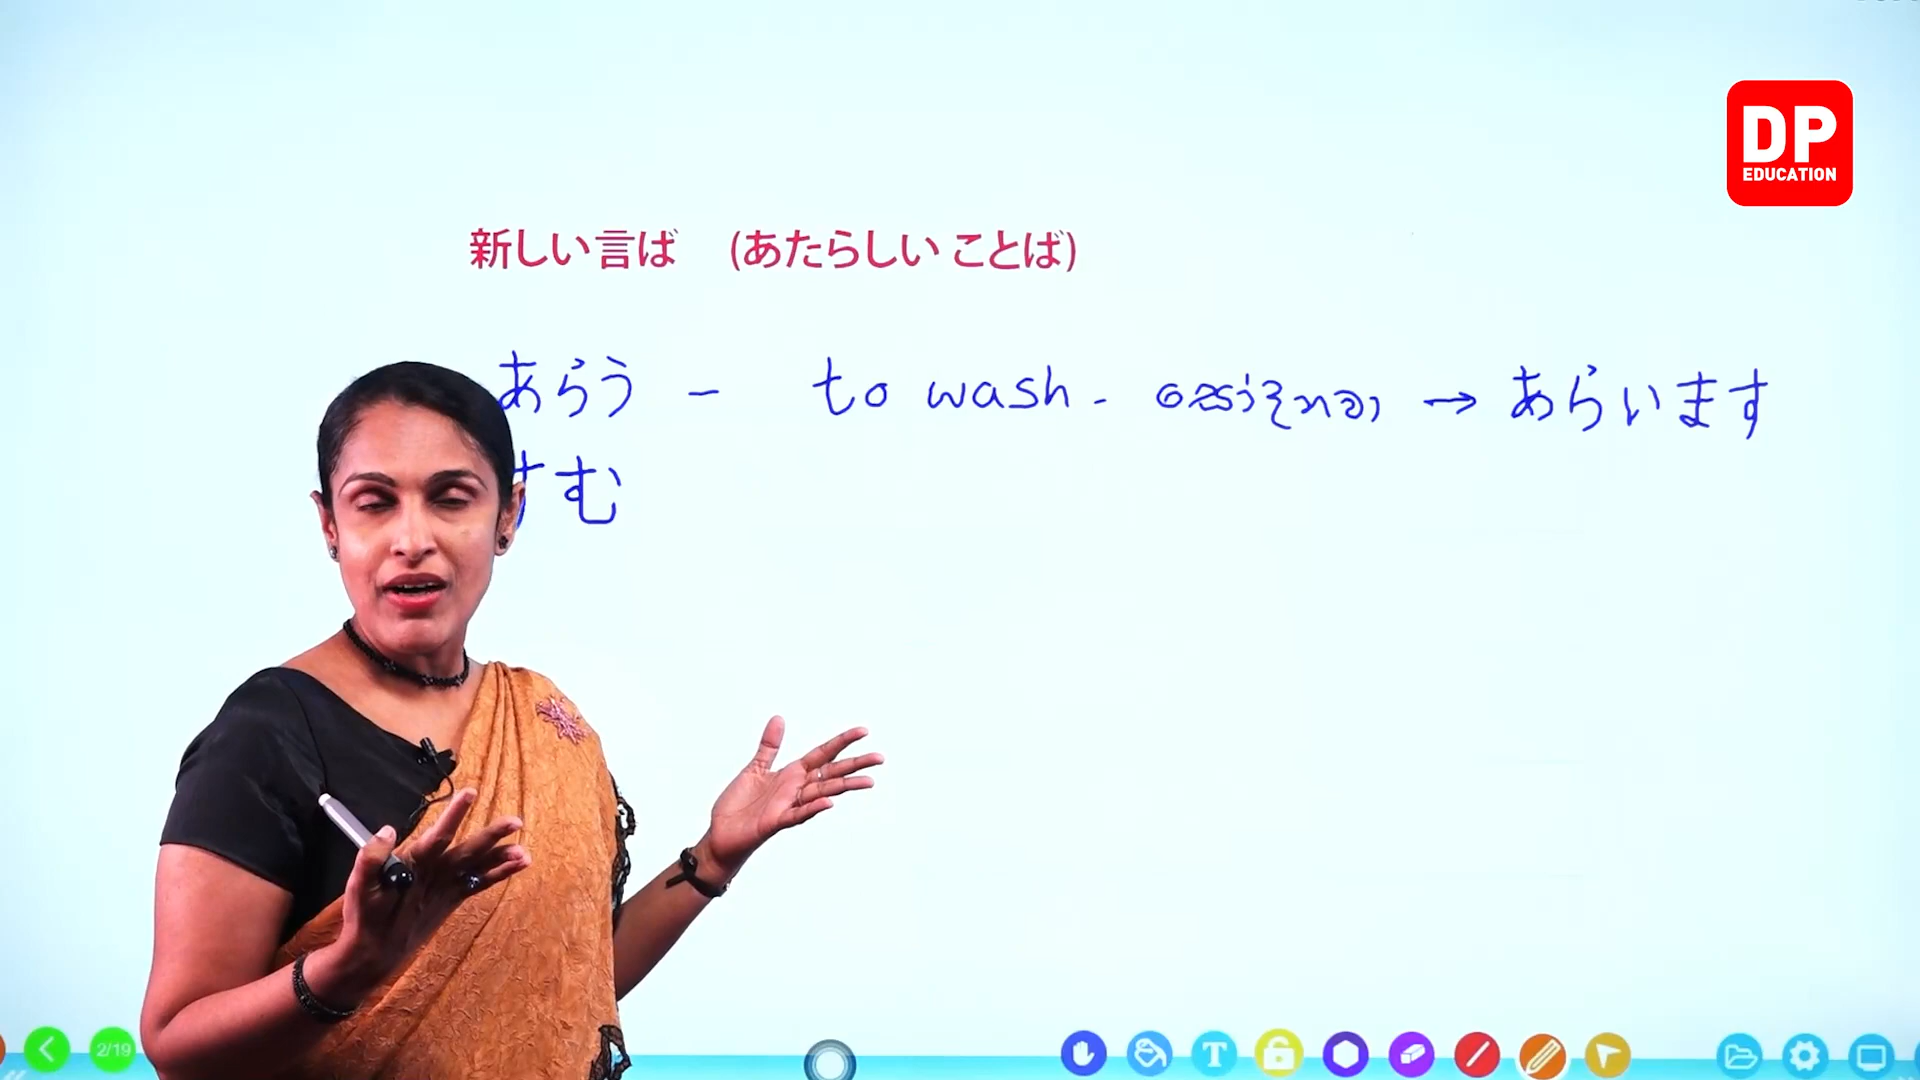 DP
EDUCATION
新しい言ば (あたらしい ことば)
あらう - to wash - සෝදනවා → あらいます
すむ
2/19